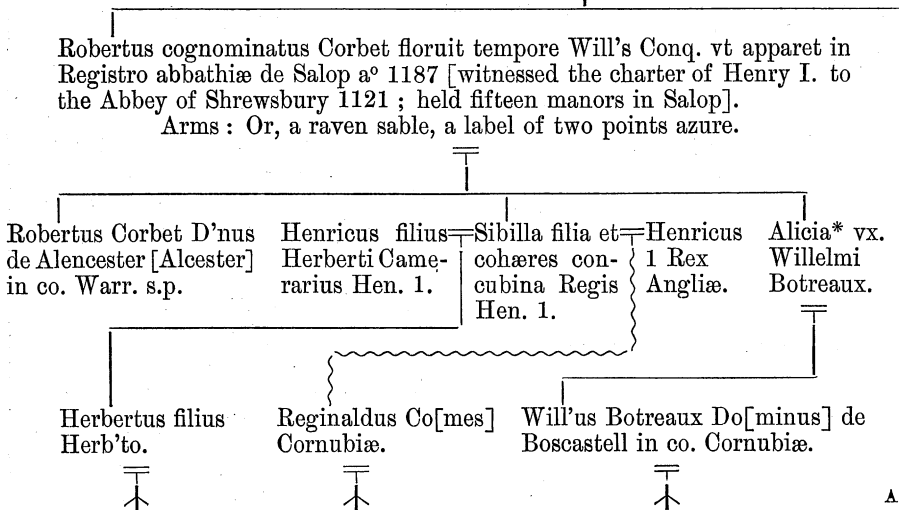 Robertus cognominatus Corbet floruit tempore Will's Conq. vt apparet in
Registro abbathiæ de Salop aº 1187 [witnessed the charter of Henry I. to
the Abbey of Shrewsbury 1121 ; held fifteen manors in Salop].
Arms : Or, a raven sable, a label of two points azure.
Robertus Corbet D'nus
de Alencester [Alcester]
in co. Warr. s.p.
Henricus filius
Herberti Came-
rarius Hen. 1.
Sibilla filia et
cohæres con-
cubina Regis
Hen. 1.
Henricus
1 Rex
Angliæ.
Alicia* vx.
Willelmi
Botreaux.
Herbertus filius
Herb'to.
Reginaldus Co[mes]
Cornubiæ.
Will'us Botreaux Do[minus] de
Boscastell in co. Cornubiæ.
A